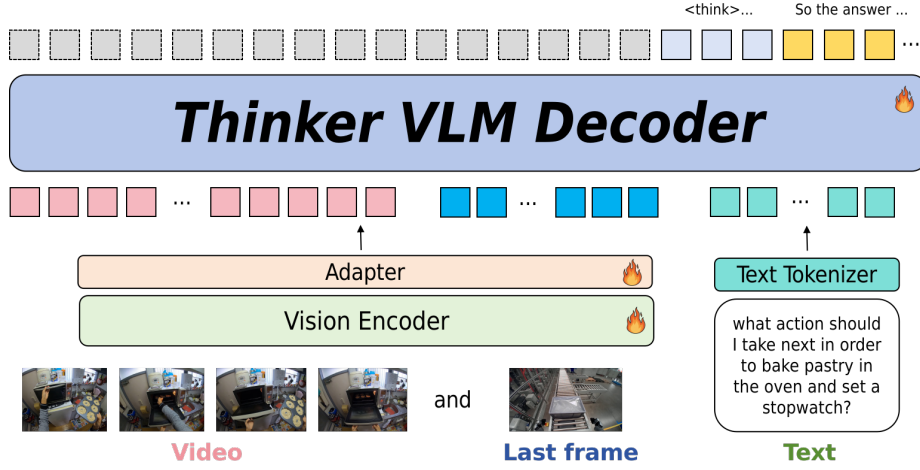 <think>... So the answer ...
...
Thinker VLM Decoder
... ... ...
Adapter
Text Tokenizer
Vision Encoder
what action should
I take next in order
to bake pastry in
the oven and set a
stopwatch?
and
Video
Last frame
Text